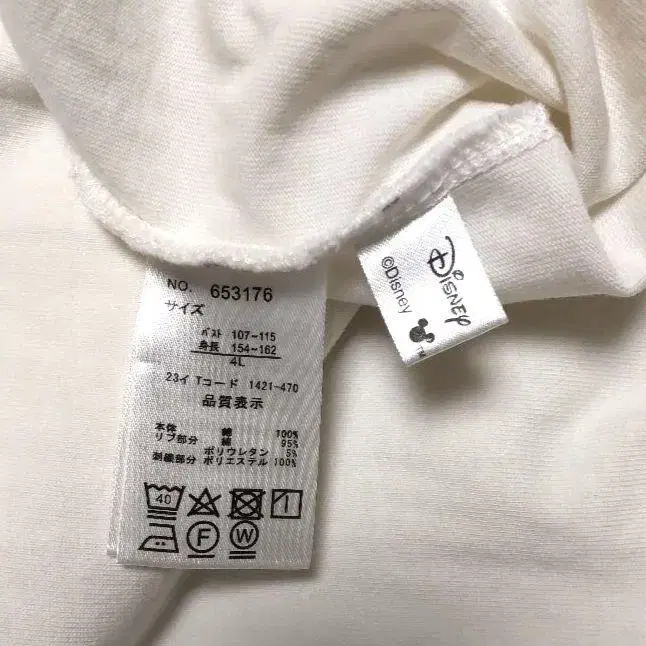 NO. 653176
サイズ
バスト 107-115
身長 154~162
4L
23イ Tコード 1421-470
品質表示
本体 綿 100%
リブ部分 綿 95%
ポリウレタン 5%
刺繍部分 ポリエステル 100%
40
F W
Disney
©Disney
TM